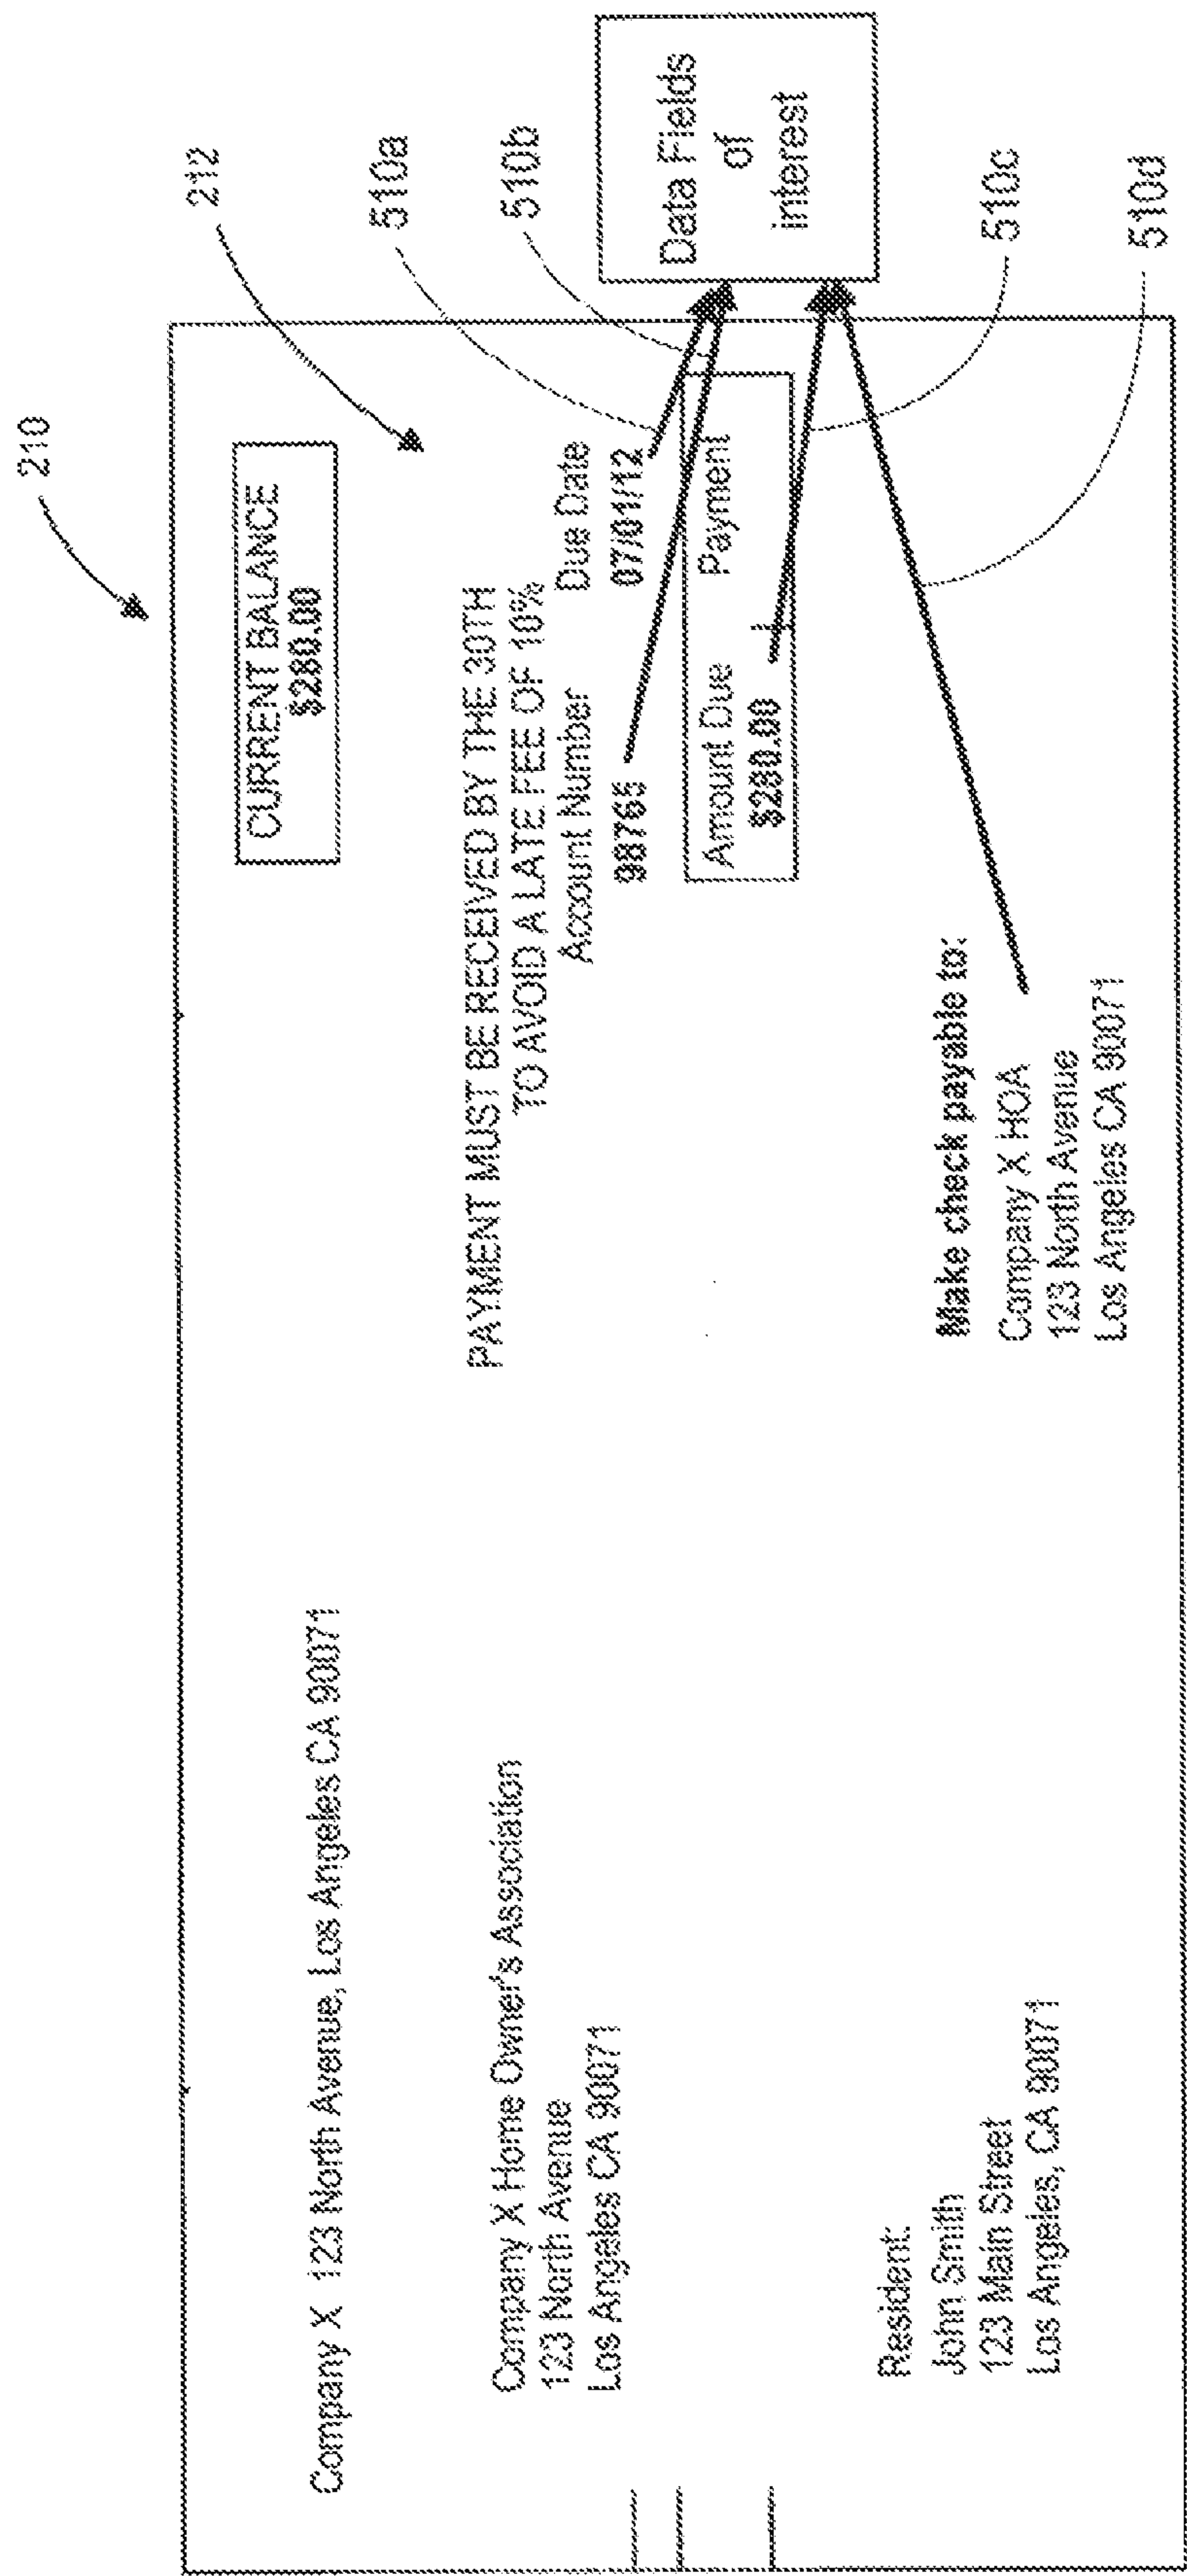 210
212
Company X 123 North Avenue, Los Angeles CA 90071
CURRENT BALANCE
$280.00
510a
Company X Home Owner's Association
123 North Avenue
Los Angeles CA 90071
PAYMENT MUST BE RECEIVED BY THE 30TH
TO AVOID A LATE FEE OF 10%
Account Number Due Date
98765 07/01/12
510b
Amount Due Payment
$280.00
Data Fields
of
interest
Resident:
John Smith
123 Main Street
Los Angeles, CA 90071
Make check payable to:
Company X HOA
123 North Avenue
Los Angeles CA 90071
510c
510d